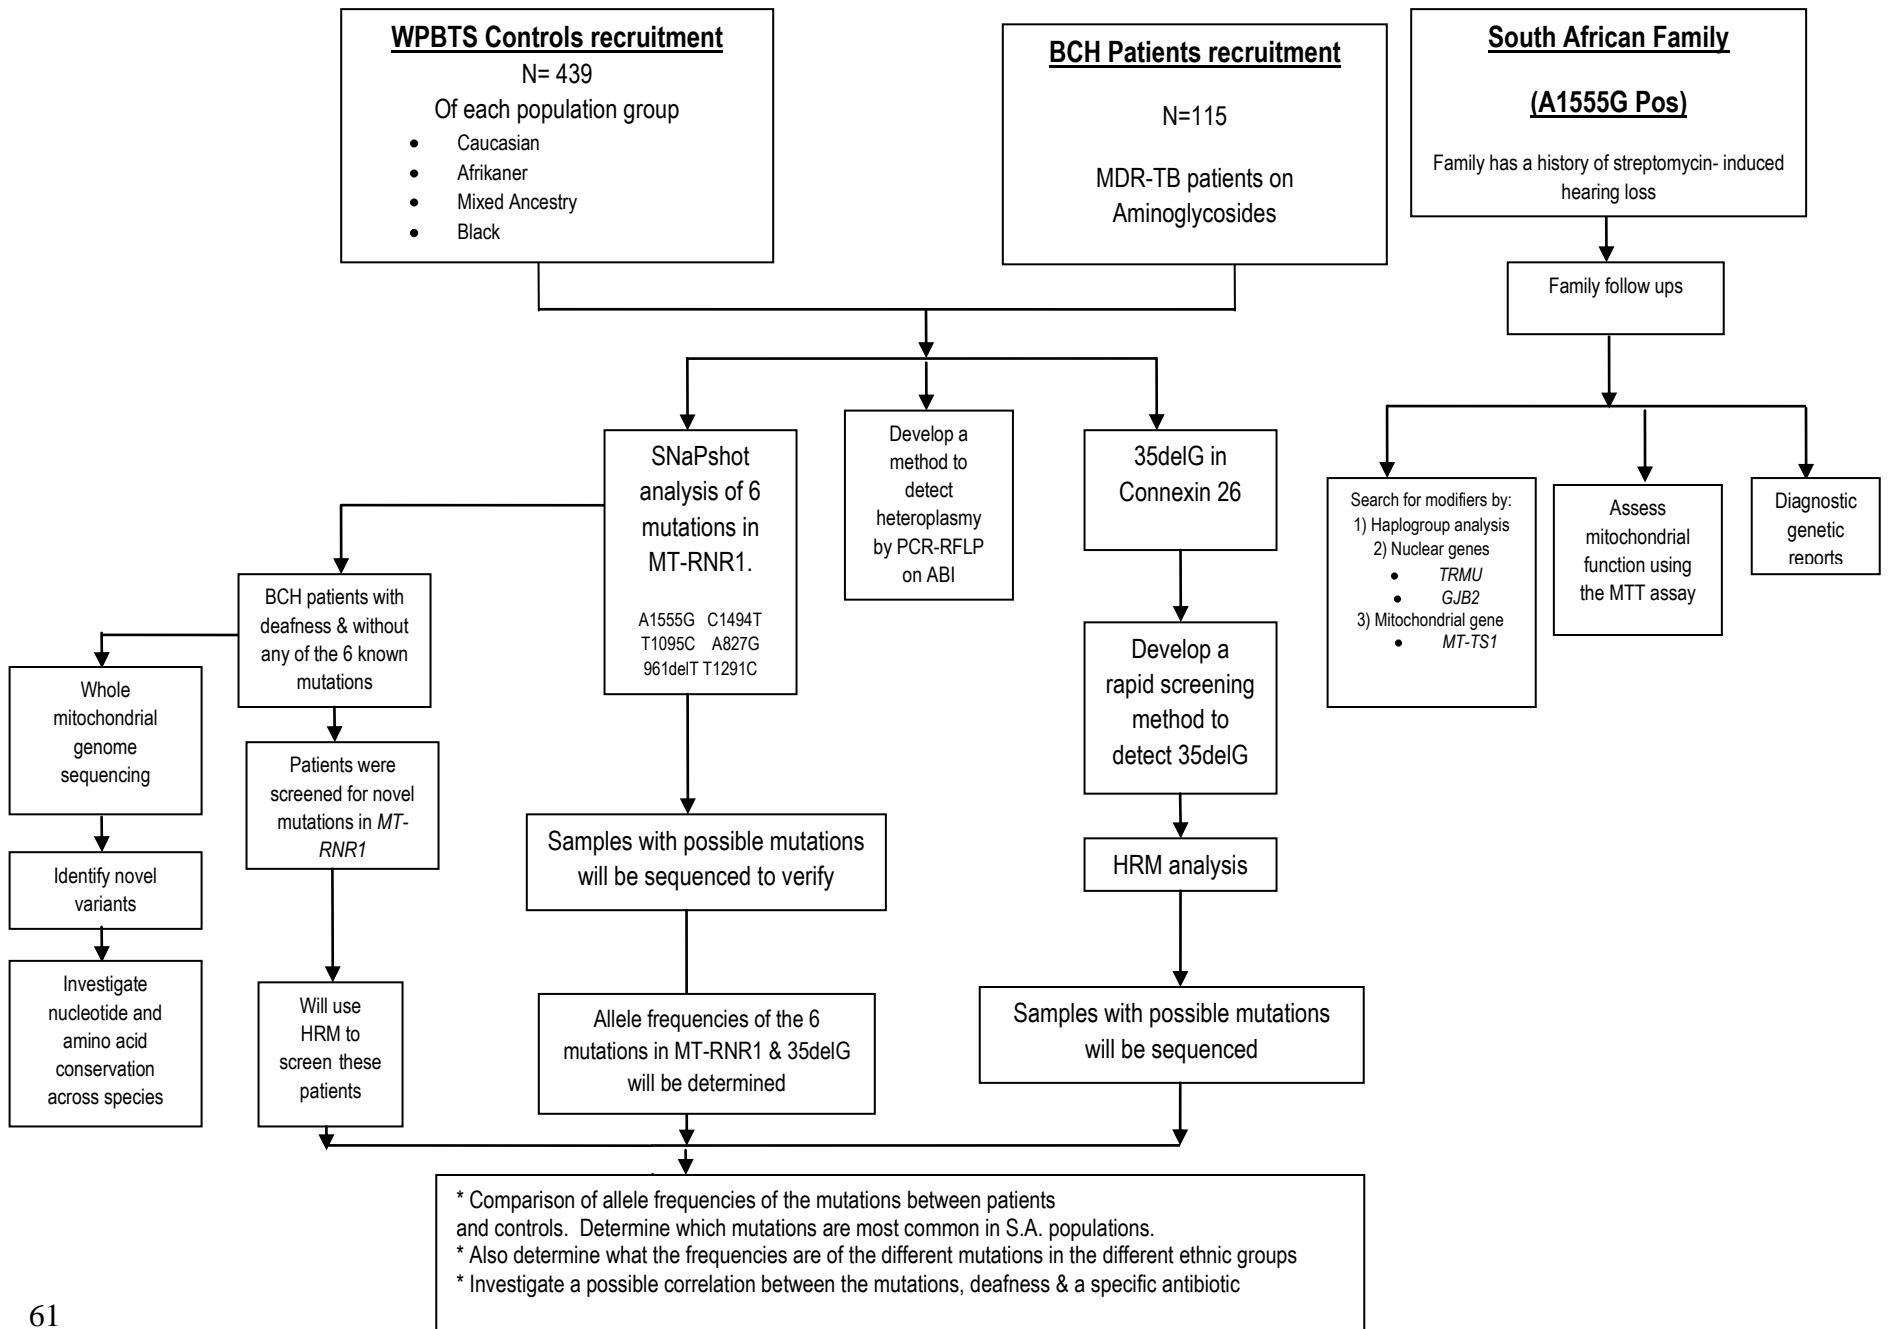 WPBTS Controls recruitment
N= 439
Of each population group
• Caucasian
• Afrikaner
• Mixed Ancestry
• Black
BCH Patients recruitment
N=115
MDR-TB patients on
Aminoglycosides
South African Family
(A1555G Pos)
Family has a history of streptomycin- induced
hearing loss
Family follow ups
SNaPshot
analysis of 6
mutations in
MT-RNR1.
A1555G C1494T
T1095C A827G
961delT T1291C
Develop a
method to
detect
heteroplasmy
by PCR-RFLP
on ABI
35delG in
Connexin 26
Search for modifiers by:
1) Haplogroup analysis
2) Nuclear genes
• TRMU
• GJB2
3) Mitochondrial gene
• MT-TS1
Assess
mitochondrial
function using
the MTT assay
Diagnostic
genetic
reports
BCH patients with
deafness & without
any of the 6 known
mutations
Whole
mitochondrial
genome
sequencing
Patients were
screened for novel
mutations in MT-
RNR1
Develop a
rapid screening
method to
detect 35delG
Samples with possible mutations
will be sequenced to verify
HRM analysis
Identify novel
variants
Investigate
nucleotide and
amino acid
conservation
across species
Will use
HRM to
screen these
patients
Allele frequencies of the 6
mutations in MT-RNR1 & 35delG
will be determined
Samples with possible mutations
will be sequenced
* Comparison of allele frequencies of the mutations between patients
and controls. Determine which mutations are most common in S.A. populations.
* Also determine what the frequencies are of the different mutations in the different ethnic groups
* Investigate a possible correlation between the mutations, deafness & a specific antibiotic
61